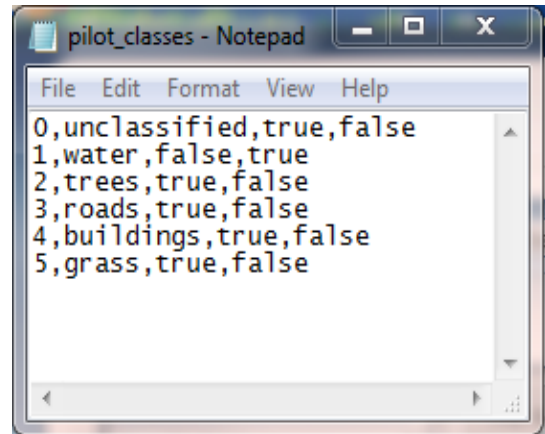 pilot_classes - Notepad
File Edit Format View Help
0,unclassified,true,false
1,water,false,true
2,trees,true,false
3,roads,true,false
4,buildings,true,false
5,grass,true,false